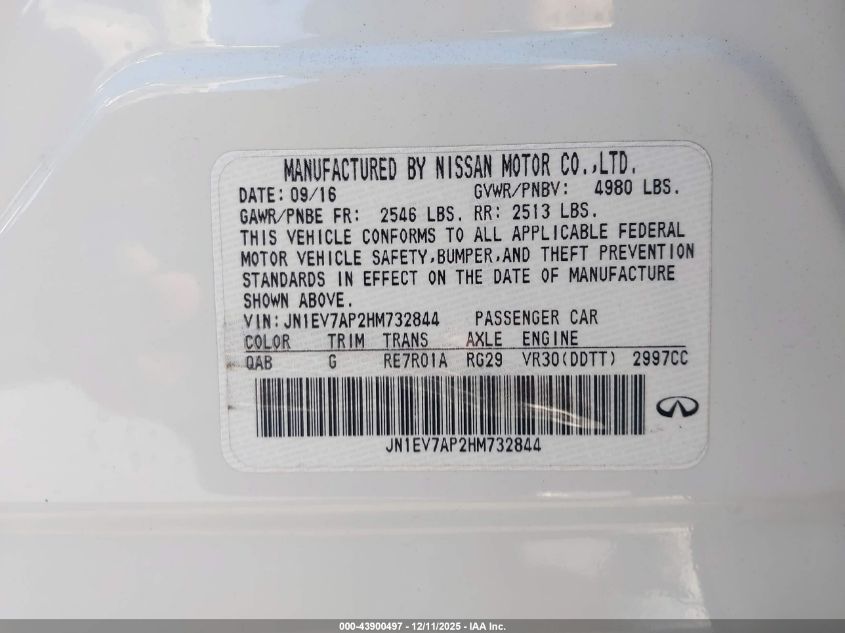 MANUFACTURED BY NISSAN MOTOR CO.,LTD.
DATE: 09/16 GVWR/PNBV: 4980 LBS.
GAWR/PNBE FR: 2546 LBS. RR: 2513 LBS.
THIS VEHICLE CONFORMS TO ALL APPLICABLE FEDERAL
MOTOR VEHICLE SAFETY,BUMPER,AND THEFT PREVENTION
STANDARDS IN EFFECT ON THE DATE OF MANUFACTURE
SHOWN ABOVE.
VIN:JN1EV7AP2HM732844 PASSENGER CAR
COLOR TRIM TRANS AXLE ENGINE
QAB G RE7R01A RG29 VR30(DDTT) 2997CC
JN1EV7AP2HM732844
000-43900497 - 12/11/2025 - IAA Inc.